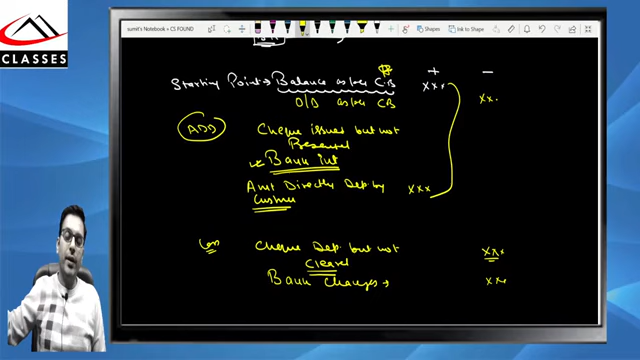 sumit's Notebook » CS FOUND
Shapes
Ink to Shape
CLASSES
+ -
Starting Point → Balance as per C.B xxx
O/D as per CB xx.
ADD Cheque issued but not
Presented
Bank Int
Amt Directly Dep by xxx
Customer
Less Cheque Dep. but not xxx
Cleared
Bank Charges → xxx